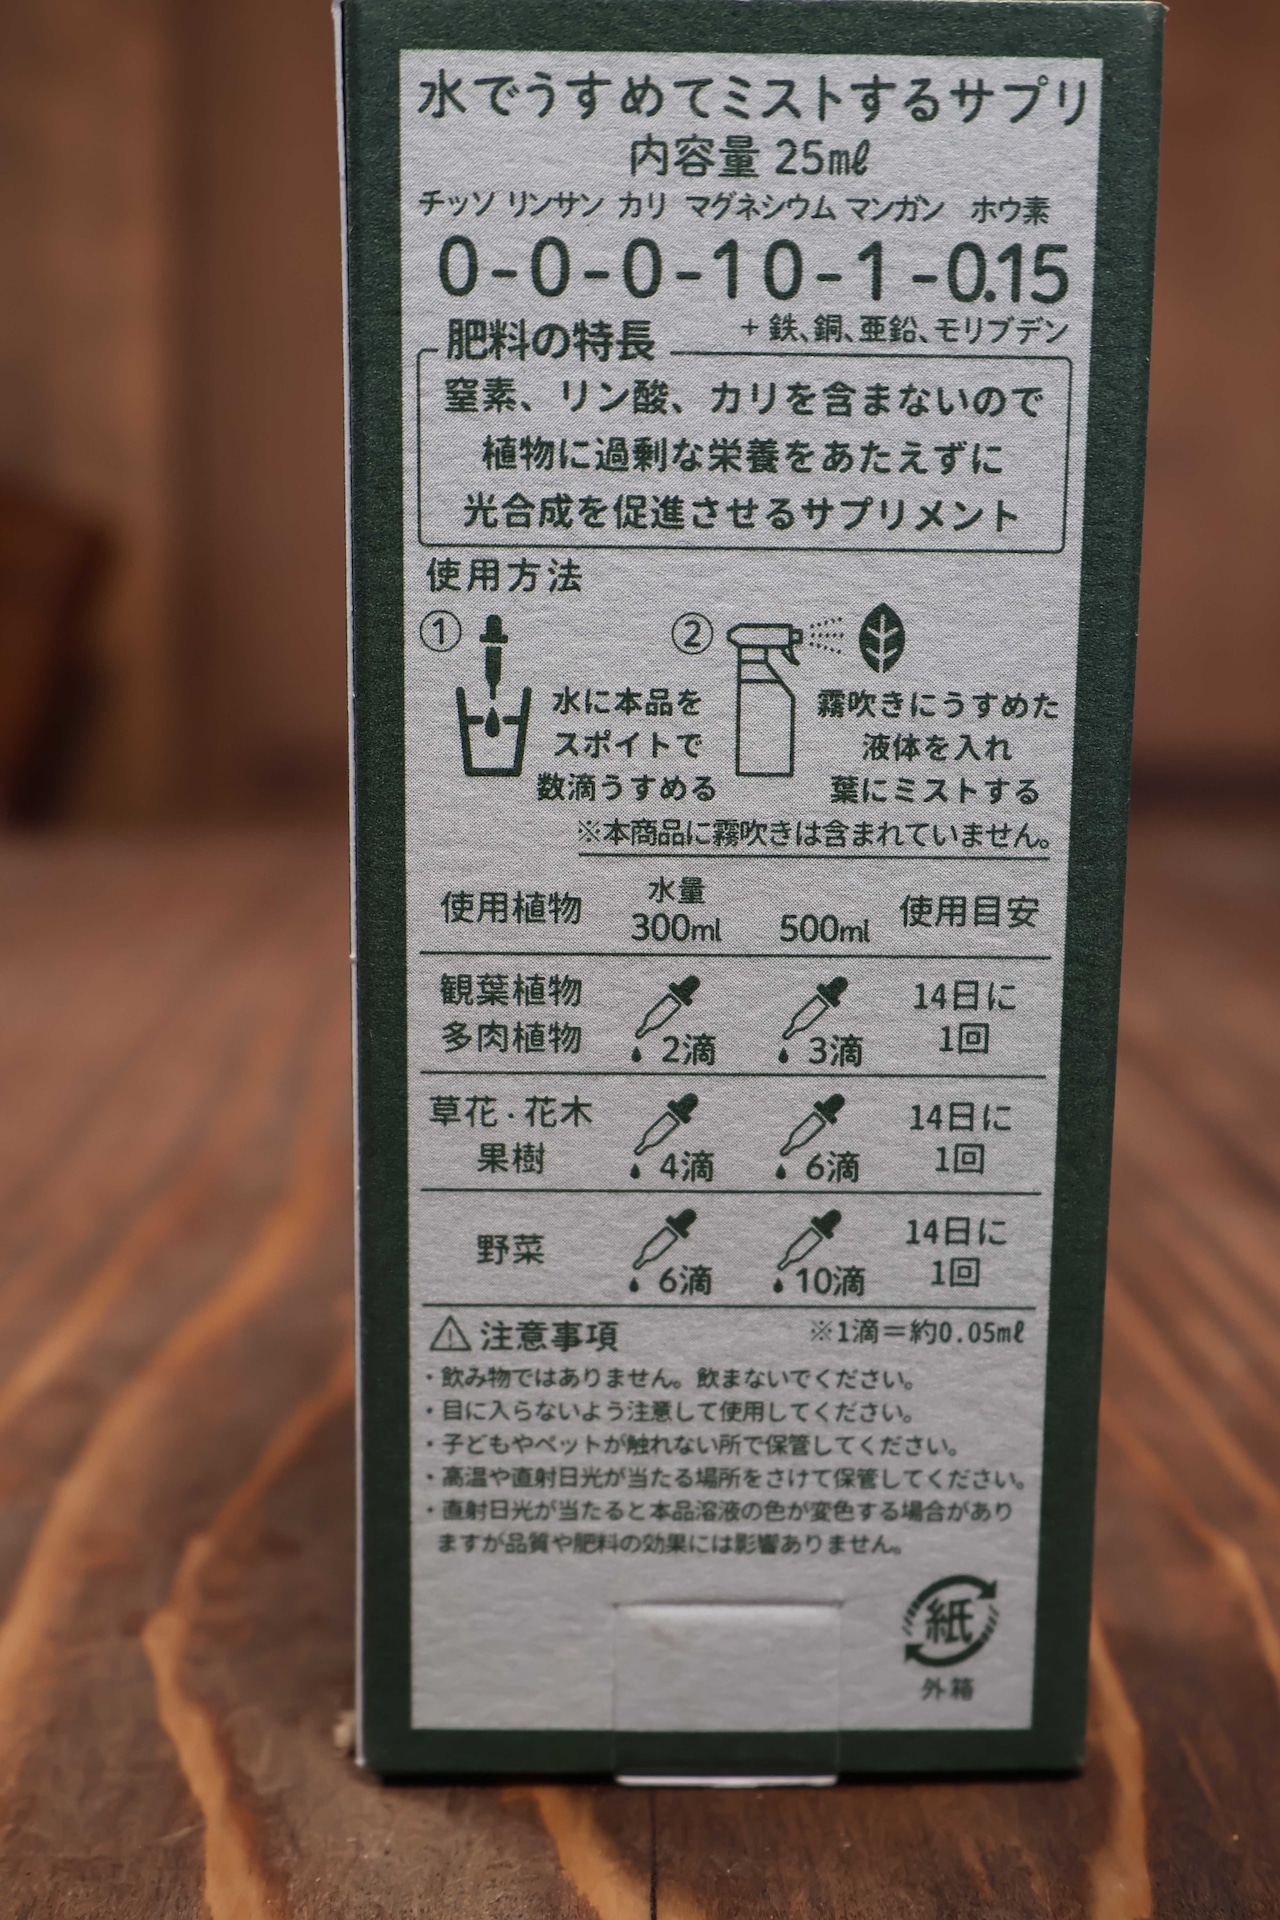 水でうすめてミストするサプリ
内容量 25mℓ
チッソ リンサン カリ マグネシウム マンガン ホウ素
0-0-0-10-1-0.15
+ 鉄、銅、亜鉛、モリブデン
肥料の特長
窒素、リン酸、カリを含まないので
植物に過剰な栄養をあたえずに
光合成を促進させるサプリメント
使用方法
①
水に本品を
スポイトで
数滴うすめる
②
霧吹きにうすめた
液体を入れ
葉にミストする
※本商品に霧吹きは含まれていません。
使用植物 水量 300ml 500ml 使用目安
観葉植物 多肉植物 2滴 3滴 14日に1回
草花・花木 果樹 4滴 6滴 14日に1回
野菜 6滴 10滴 14日に1回
⚠注意事項 ※1滴=約0.05mℓ
・飲み物ではありません。飲まないでください。
・目に入らないよう注意して使用してください。
・子どもやペットが触れない所で保管してください。
・高温や直射日光が当たる場所をさけて保管してください。
・直射日光が当たると本品溶液の色が変色する場合があり
ますが品質や肥料の効果には影響ありません。
紙
外箱